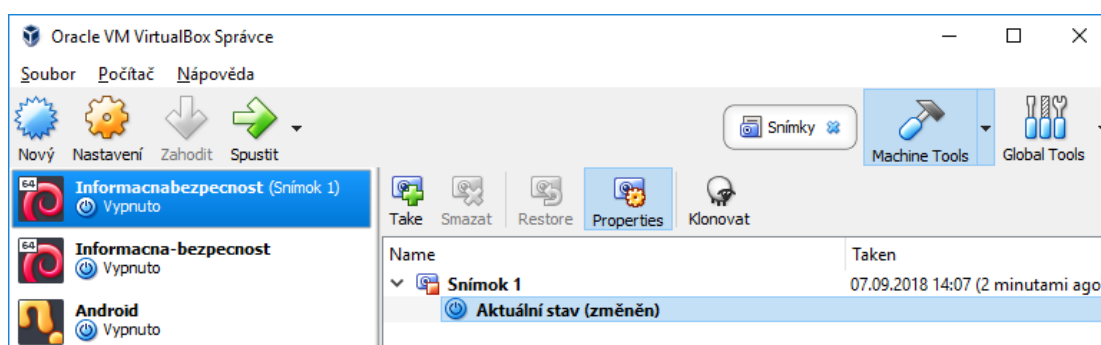 Oracle VM VirtualBox Správce
Soubor Počítač Nápověda
Nový Nastavení Zahodit Spustit
Snímky
Machine Tools
Global Tools
64 Informacnabezpecnost (Snímok 1)
Vypnuto
64 Informacna-bezpecnost
Vypnuto
Android
Vypnuto
Take Smazat Restore Properties Klonovat
Name Taken
Snímok 1 07.09.2018 14:07 (2 minutami ago
Aktuální stav (změněn)